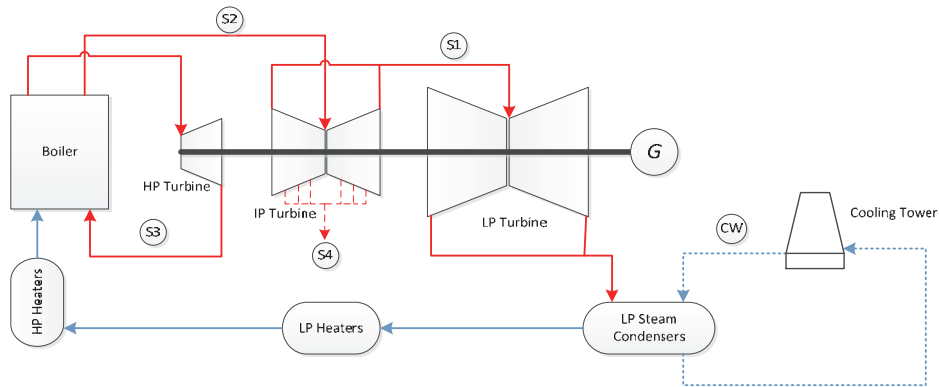 S2
S1
Boiler
G
HP Turbine
IP Turbine
LP Turbine
Cooling Tower
S3
S4
CW
HP Heaters
LP Heaters
LP Steam
Condensers